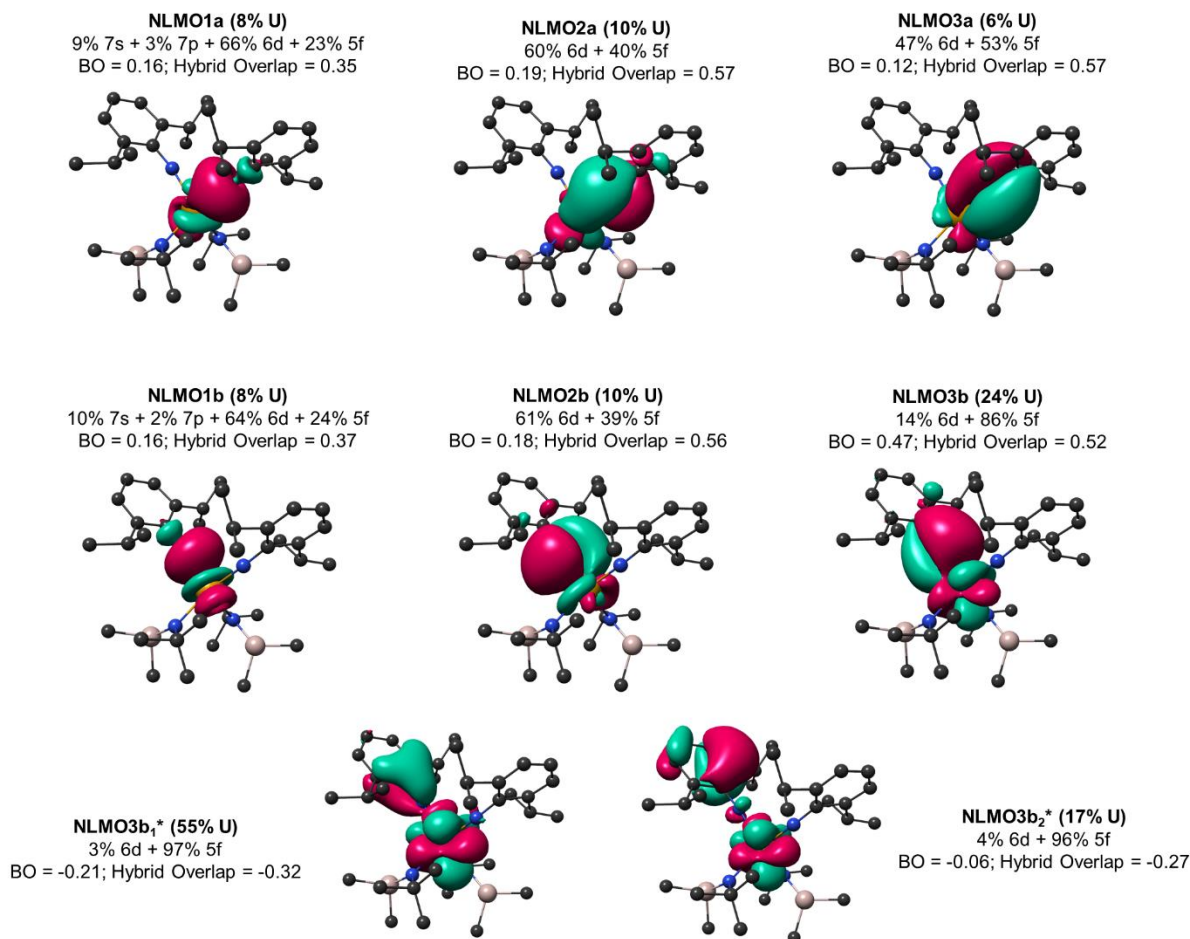 NLMO1a (8% U)
9% 7s + 3% 7p + 66% 6d + 23% 5f
BO = 0.16; Hybrid Overlap = 0.35
NLMO2a (10% U)
60% 6d + 40% 5f
BO = 0.19; Hybrid Overlap = 0.57
NLMO3a (6% U)
47% 6d + 53% 5f
BO = 0.12; Hybrid Overlap = 0.57
NLMO1b (8% U)
10% 7s + 2% 7p + 64% 6d + 24% 5f
BO = 0.16; Hybrid Overlap = 0.37
NLMO2b (10% U)
61% 6d + 39% 5f
BO = 0.18; Hybrid Overlap = 0.56
NLMO3b (24% U)
14% 6d + 86% 5f
BO = 0.47; Hybrid Overlap = 0.52
NLMO3b₁* (55% U)
3% 6d + 97% 5f
BO = -0.21; Hybrid Overlap = -0.32
NLMO3b₂* (17% U)
4% 6d + 96% 5f
BO = -0.06; Hybrid Overlap = -0.27